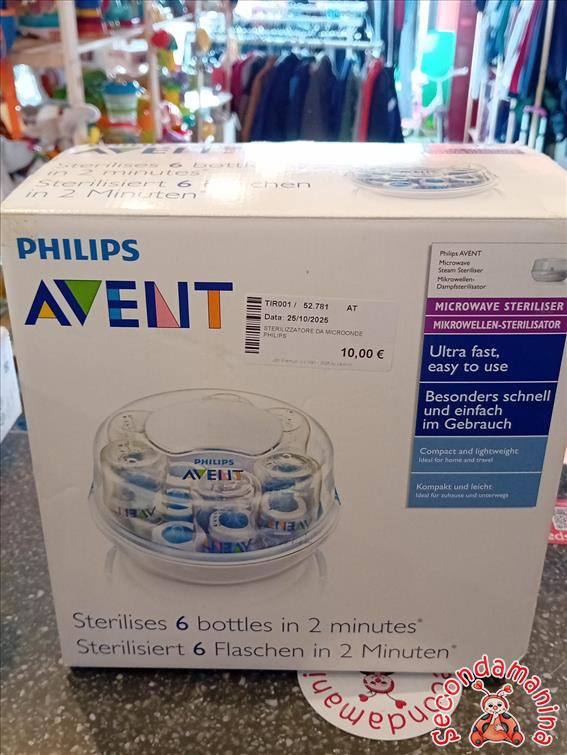 AVENT
Sterilises 6 bottles
in 2 minutes*
Sterilisiert 6 Flaschen
in 2 Minuten*
PHILIPS
AVENT
TIR001 / 52.781 AT
Data: 25/10/2025
STERILIZZATORE DA MICROONDE
PHILIPS
10,00 €
Philips AVENT
Microwave
Steam Steriliser
Mikrowellen-
Dampfsterilisator
MICROWAVE STERILISER
MIKROWELLEN-STERILISATOR
Ultra fast,
easy to use
Besonders schnell
und einfach
im Gebrauch
Compact and lightweight
Ideal for home and travel
Kompakt und leicht
Ideal für zuhause und unterwegs
PHILIPS
AVENT
Sterilises 6 bottles in 2 minutes*
Sterilisiert 6 Flaschen in 2 Minuten*
secondamanina